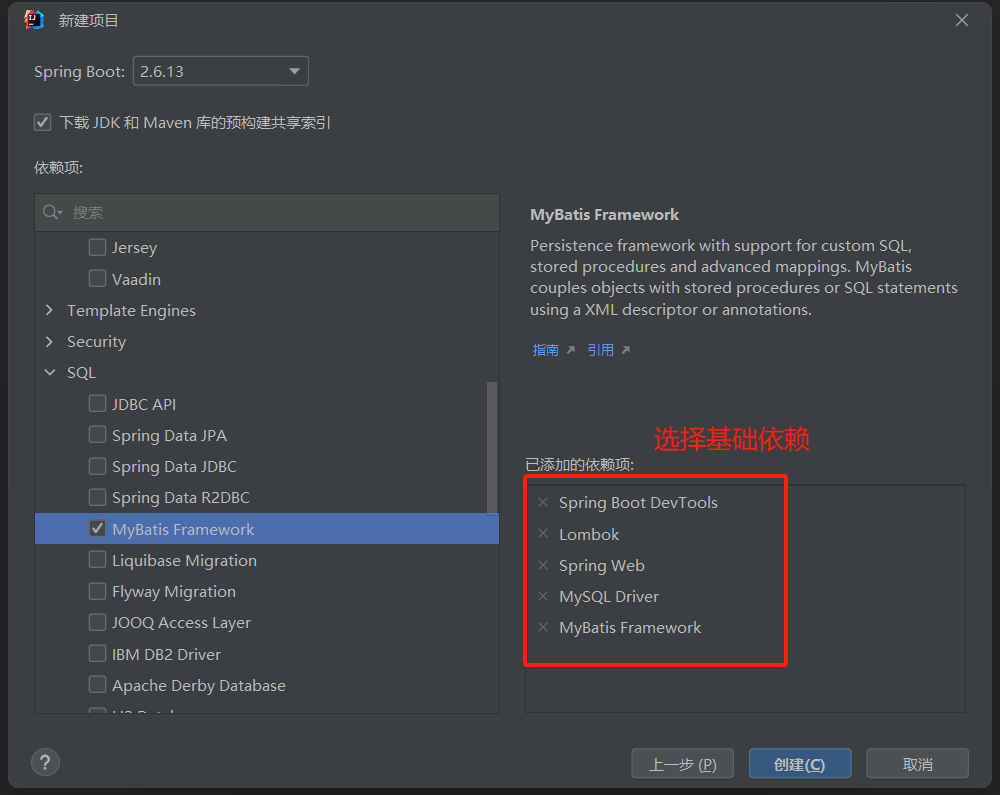 新建项目
Spring Boot: 2.6.13
下载 JDK 和 Maven 库的预构建共享索引
依赖项:
搜索
Jersey
Vaadin
Template Engines
Security
SQL
JDBC API
Spring Data JPA
Spring Data JDBC
Spring Data R2DBC
MyBatis Framework
Liquibase Migration
Flyway Migration
JOOQ Access Layer
IBM DB2 Driver
Apache Derby Database
MyBatis Framework
Persistence framework with support for custom SQL,
stored procedures and advanced mappings. MyBatis
couples objects with stored procedures or SQL statements
using a XML descriptor or annotations.
指南 引用
选择基础依赖
已添加的依赖项:
Spring Boot DevTools
Lombok
Spring Web
MySQL Driver
MyBatis Framework
?
上一步 (P) 创建(C) 取消